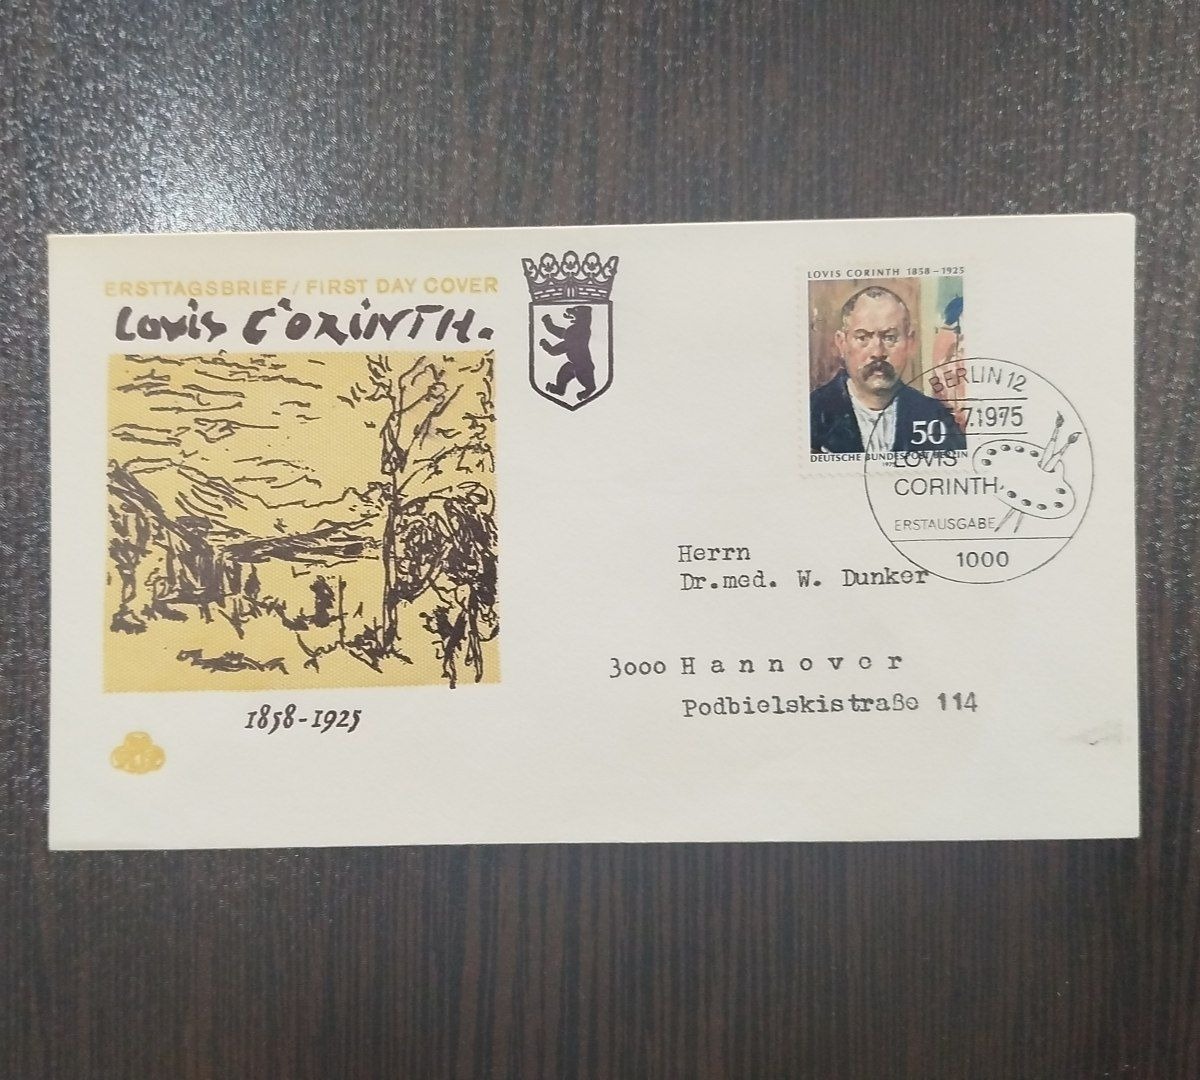 ERSTTAGSBRIEF / FIRST DAY COVER
Lovis CORINTH.
1858-1925
LOVIS CORINTH 1858-1925
50
DEUTSCHE BUNDESPOST BERLIN
1975
BERLIN 12
7.1975
LOVIS
CORINTH
ERSTAUSGABE
1000
Herrn
Dr.med. W. Dunker
3000 Hannover
Podbielskistraße 114